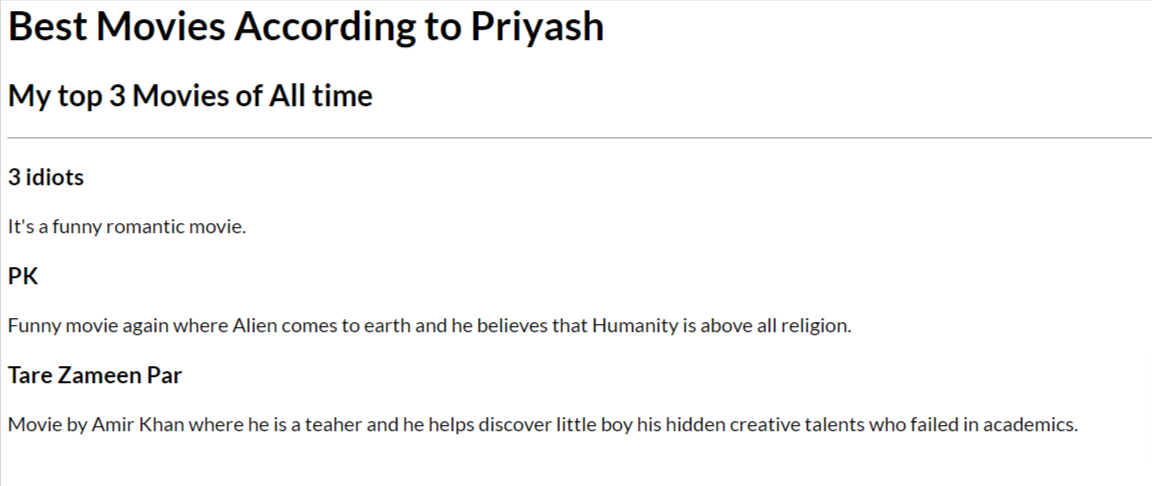 Best Movies According to Priyash
My top 3 Movies of All time
3 idiots
It's a funny romantic movie.
PK
Funny movie again where Alien comes to earth and he believes that Humanity is above all religion.
Tare Zameen Par
Movie by Amir Khan where he is a teaher and he helps discover little boy his hidden creative talents who failed in academics.